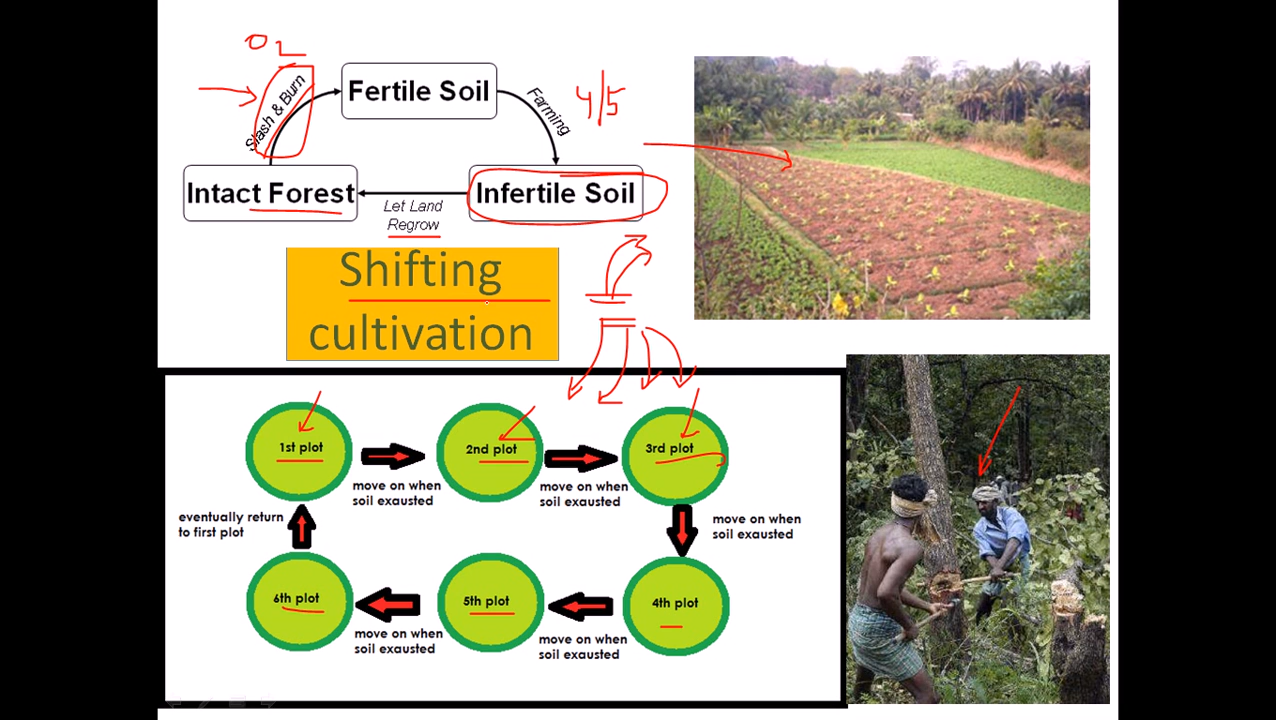 O2
Slash & Burn
Fertile Soil
Farming
4/5
Intact Forest
Infertile Soil
Let Land
Regrow
Shifting
cultivation
1st plot
move on when
soil exausted
2nd plot
move on when
soil exausted
3rd plot
move on when
soil exausted
4th plot
move on when
soil exausted
5th plot
move on when
soil exausted
6th plot
eventually return
to first plot